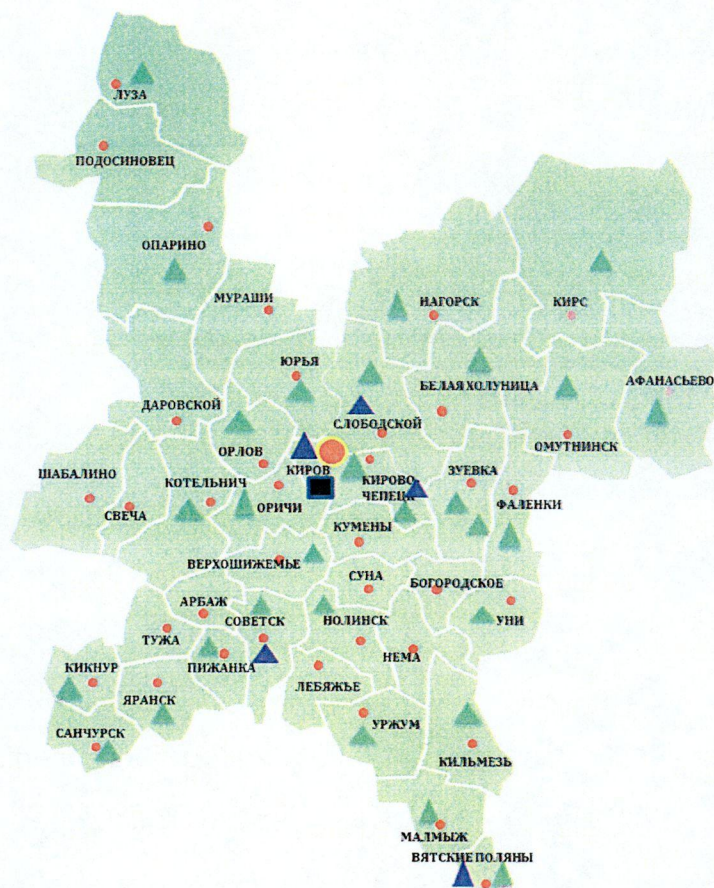 ЛУЗА
ПОДОСИНОВЕЦ
ОПАРИНО
МУРАШИ
НАГОРСК
КИРС
ЮРЬЯ
БЕЛАЯ ХОЛУНИЦА
АФАНАСЬЕВО
ДАРОВСКОЙ
СЛОБОДСКОЙ
ОРЛОВ
ОМУТНИНСК
ШАБАЛИНО
КОТЕЛЬНИЧ
КИРОВ
КИРОВО-
ЧЕПЕЦК
ЗУЕВКА
СВЕЧА
ОРИЧИ
ФАЛЕНКИ
КУМЕНЫ
ВЕРХОШИЖЕМЬЕ
СУНА
БОГОРОДСКОЕ
АРБАЖ
СОВЕТСК
НОЛИНСК
УНИ
ТУЖА
ПИЖАНКА
НЕМА
КИКНУР
ЯРАНСК
ЛЕБЯЖЬЕ
САНЧУРСК
УРЖУМ
КИЛЬМЕЗЬ
МАЛМЫЖ
ВЯТСКИЕ ПОЛЯНЫ